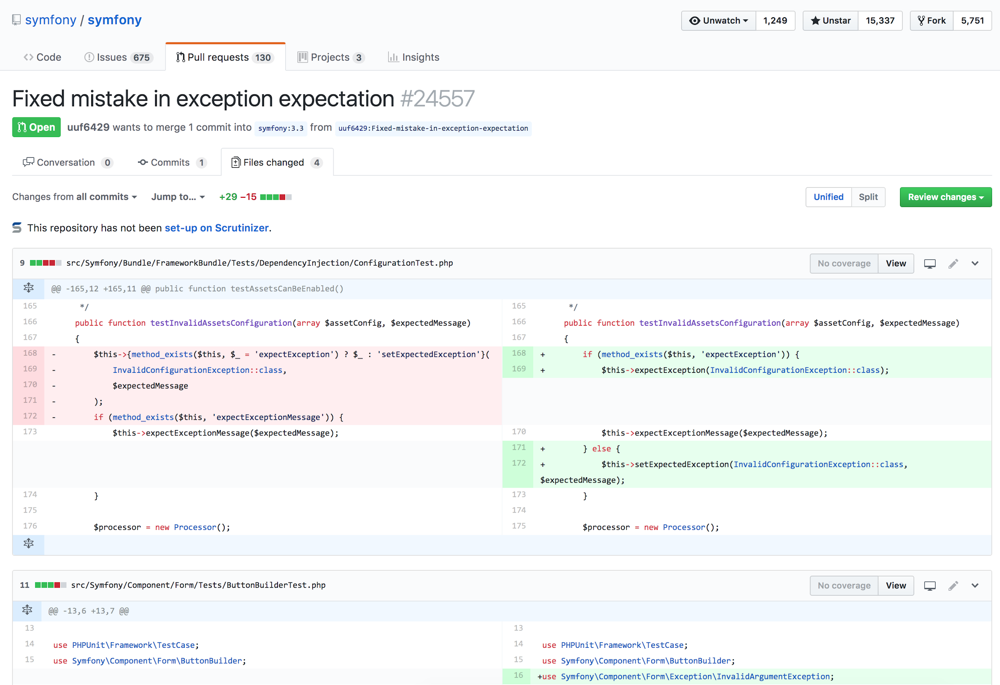 symfony / symfony
Unwatch 1,249 Unstar 15,337 Fork 5,751
Code Issues 675 Pull requests 130 Projects 3 Insights
Fixed mistake in exception expectation #24557
Open uuf6429 wants to merge 1 commit into symfony:3.3 from uuf6429:Fixed-mistake-in-exception-expectation
Conversation 0 Commits 1 Files changed 4
Changes from all commits Jump to... +29 −15 Unified Split Review changes
This repository has not been set-up on Scrutinizer.
9 src/Symfony/Bundle/FrameworkBundle/Tests/DependencyInjection/ConfigurationTest.php No coverage View
@@ -165,12 +165,11 @@ public function testAssetsCanBeEnabled()
165 */ 165 */
166 public function testInvalidAssetsConfiguration(array $assetConfig, $expectedMessage) 166 public function testInvalidAssetsConfiguration(array $assetConfig, $expectedMessage)
167 { 167 {
168 - $this->{method_exists($this, $_ = 'expectException') ? $_ : 'setExpectedException'}( 168 + if (method_exists($this, 'expectException')) {
169 - InvalidConfigurationException::class, 169 + $this->expectException(InvalidConfigurationException::class);
170 - $expectedMessage
171 - );
172 - if (method_exists($this, 'expectExceptionMessage')) {
173 $this->expectExceptionMessage($expectedMessage); 170 $this->expectExceptionMessage($expectedMessage);
171 + } else {
172 + $this->setExpectedException(InvalidConfigurationException::class,
$expectedMessage);
174 } 173 }
175 174
176 $processor = new Processor(); 175 $processor = new Processor();
11 src/Symfony/Component/Form/Tests/ButtonBuilderTest.php No coverage View
@@ -13,6 +13,7 @@
13 13
14 use PHPUnit\Framework\TestCase; 14 use PHPUnit\Framework\TestCase;
15 use Symfony\Component\Form\ButtonBuilder; 15 use Symfony\Component\Form\ButtonBuilder;
16 +use Symfony\Component\Form\Exception\InvalidArgumentException;